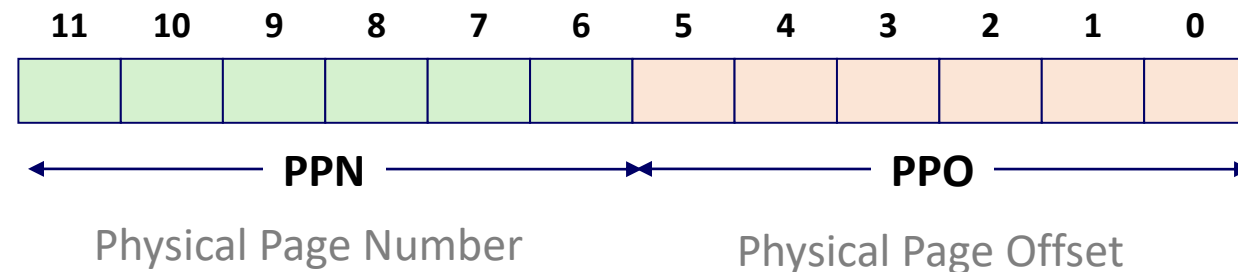 11 10 9 8 7 6 5 4 3 2 1 0
PPN PPO
Physical Page Number Physical Page Offset